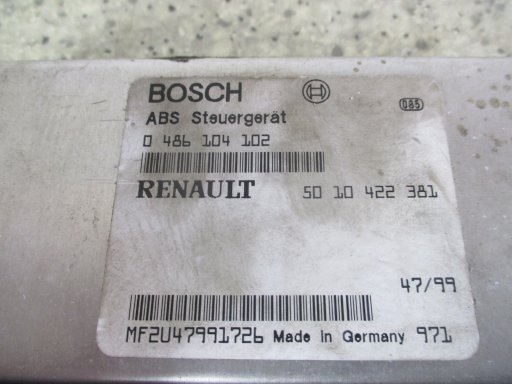 BOSCH 085
ABS Steuergerät
0 486 104 102
RENAULT 50 10 422 381
47/99
MF2U47991726 Made in Germany 971